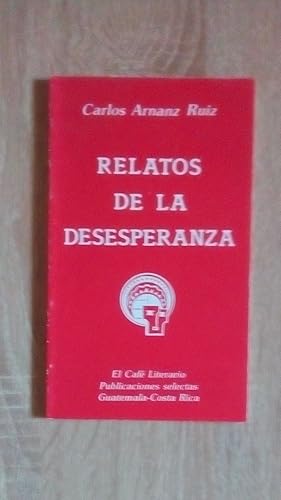 Carlos Arnanz Ruiz
RELATOS
DE LA
DESESPERANZA
El Café Literario
Publicaciones selectas
Guatemala-Costa Rica